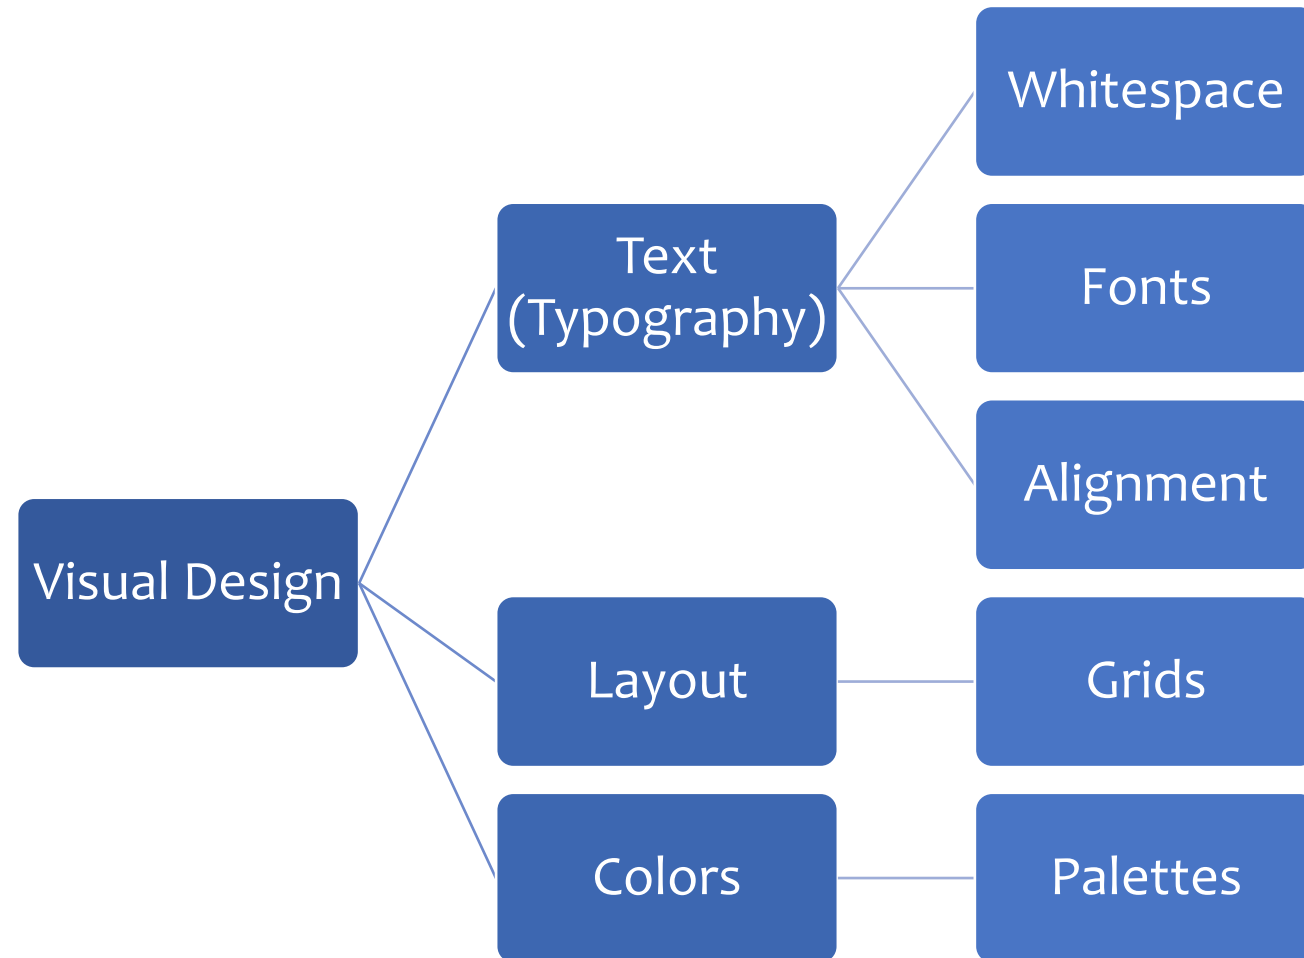 Visual Design
Text
(Typography)
Whitespace
Fonts
Alignment
Layout
Grids
Colors
Palettes